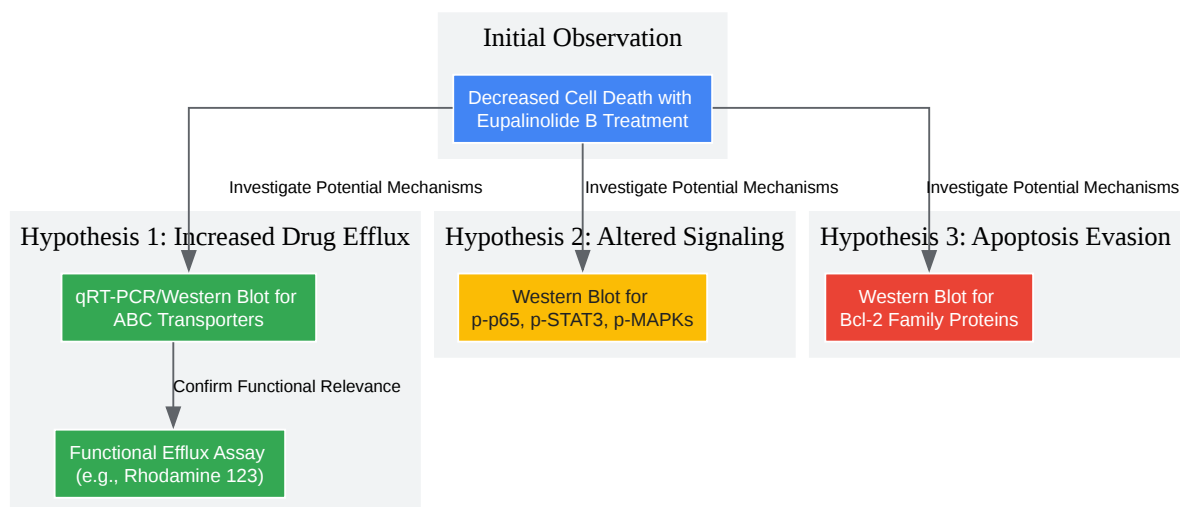 Initial Observation
Decreased Cell Death with
Eupalinolide B Treatment
Investigate Potential Mechanisms
Investigate Potential Mechanisms
Investigate Potential Mechanisms
Hypothesis 1: Increased Drug Efflux
qRT-PCR/Western Blot for
ABC Transporters
Confirm Functional Relevance
Functional Efflux Assay
(e.g., Rhodamine 123)
Hypothesis 2: Altered Signaling
Western Blot for
p-p65, p-STAT3, p-MAPKs
Hypothesis 3: Apoptosis Evasion
Western Blot for
Bcl-2 Family Proteins